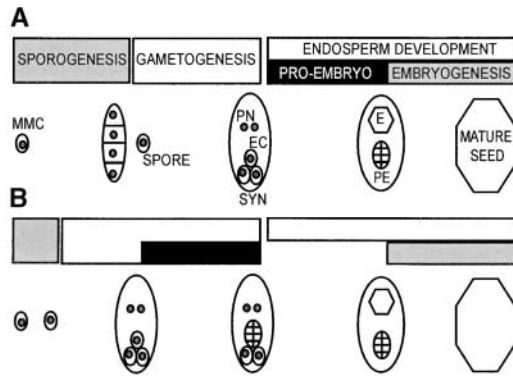 A
SPOROGENESIS GAMETOGENESIS ENDOSPERM DEVELOPMENT
PRO-EMBRYO EMBRYOGENESIS
MMC
SPORE
PN
EC
SYN
E
PE
MATURE
SEED
B